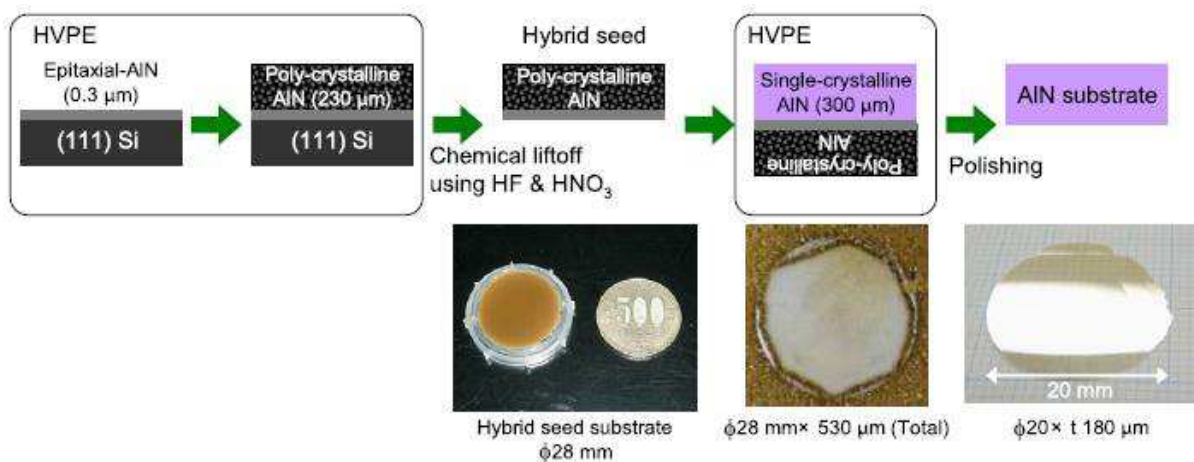 HVPE
Epitaxial-AlN
(0.3 μm)
(111) Si
Poly-crystalline
AlN (230 μm)
(111) Si
Chemical liftoff
using HF & HNO₃
Hybrid seed
Poly-crystalline
AlN
HVPE
Single-crystalline
AlN (300 μm)
Poly-crystalline
AlN
Polishing
AlN substrate
500
20 mm
Hybrid seed substrate
ϕ28 mm
ϕ28 mm× 530 μm (Total)
ϕ20× t 180 μm